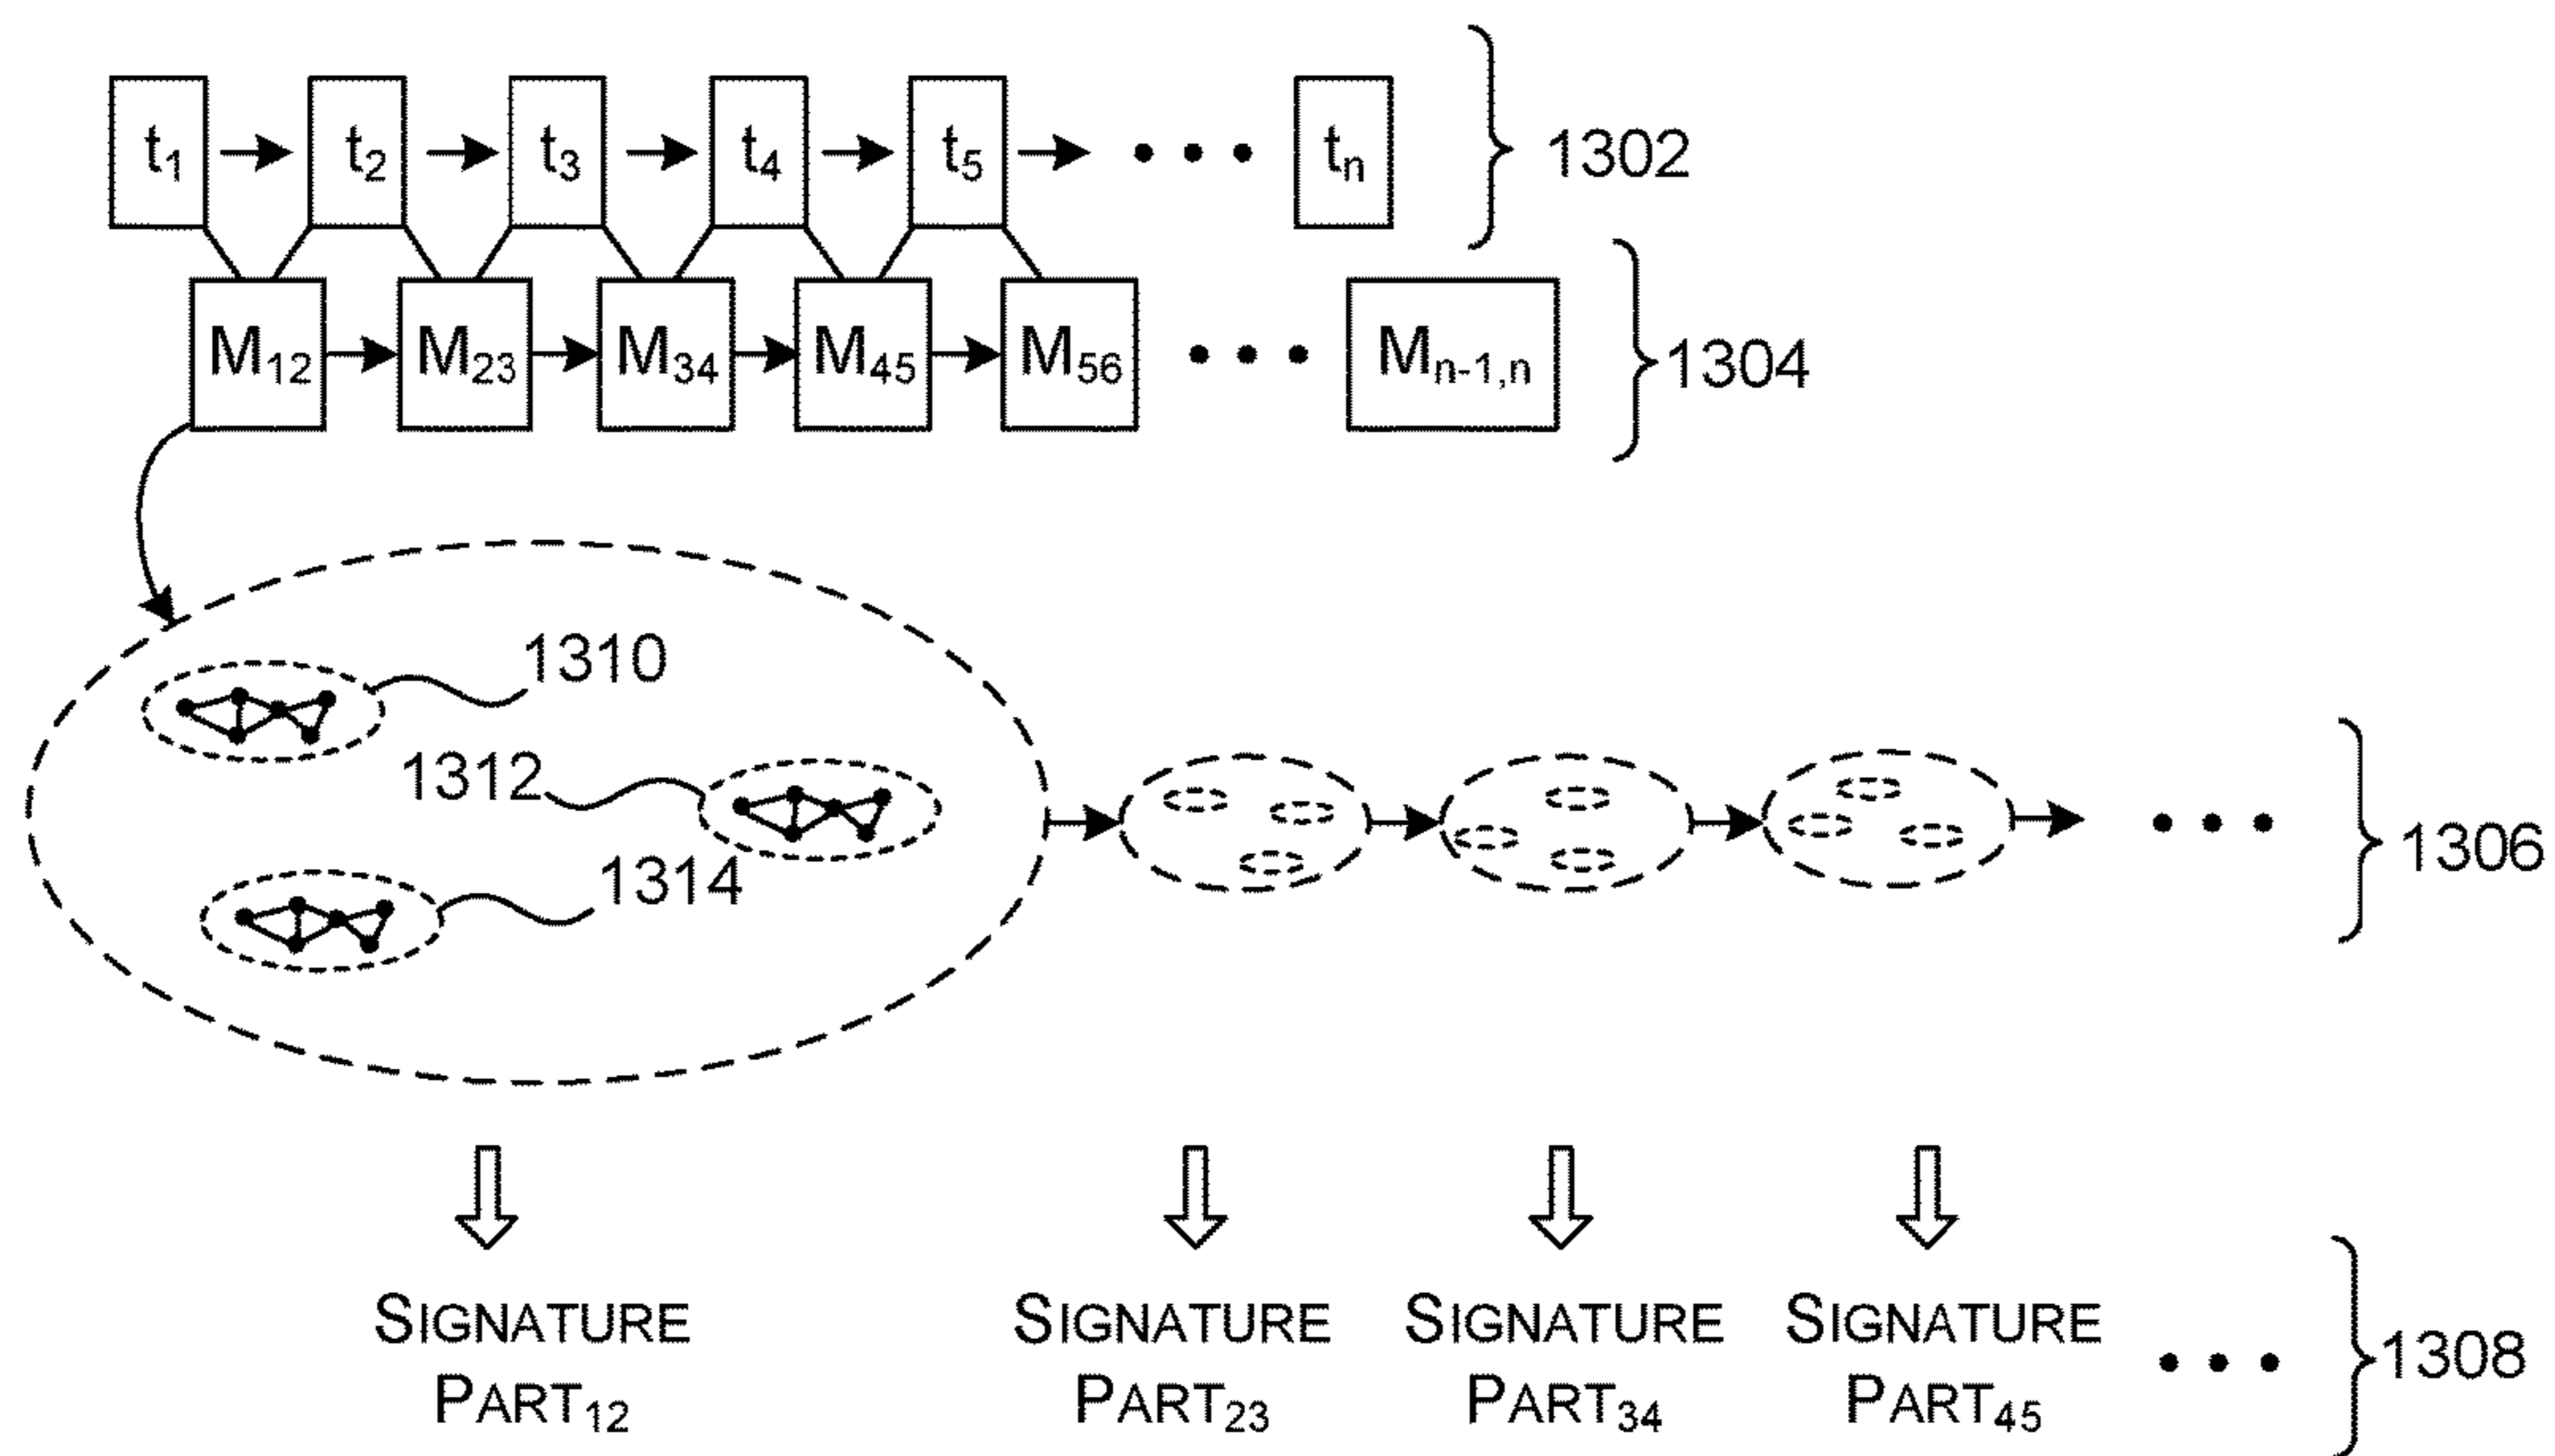 t1 t2 t3 t4 t5 tn 1302
M12 M23 M34 M45 M56 Mn-1,n 1304
1310
1312
1314
1306
SIGNATURE SIGNATURE SIGNATURE SIGNATURE
PART12 PART23 PART34 PART45 1308